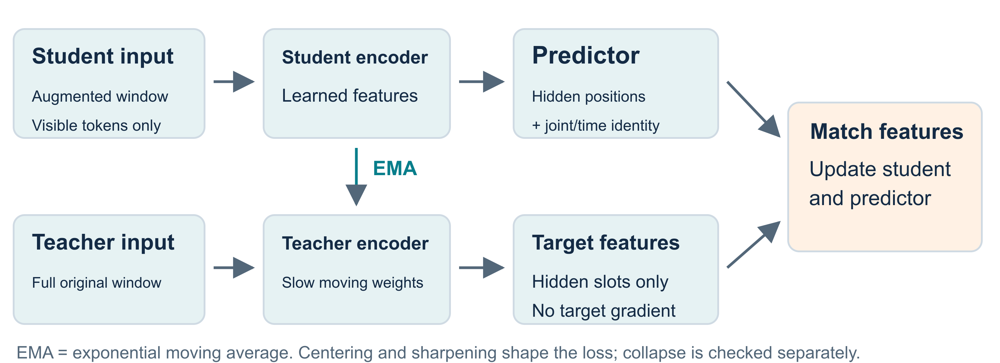 Student input
Augmented window
Visible tokens only
Student encoder
Learned features
Predictor
Hidden positions
+ joint/time identity
EMA
Match features
Update student
and predictor
Teacher input
Full original window
Teacher encoder
Slow moving weights
Target features
Hidden slots only
No target gradient
EMA = exponential moving average. Centering and sharpening shape the loss; collapse is checked separately.